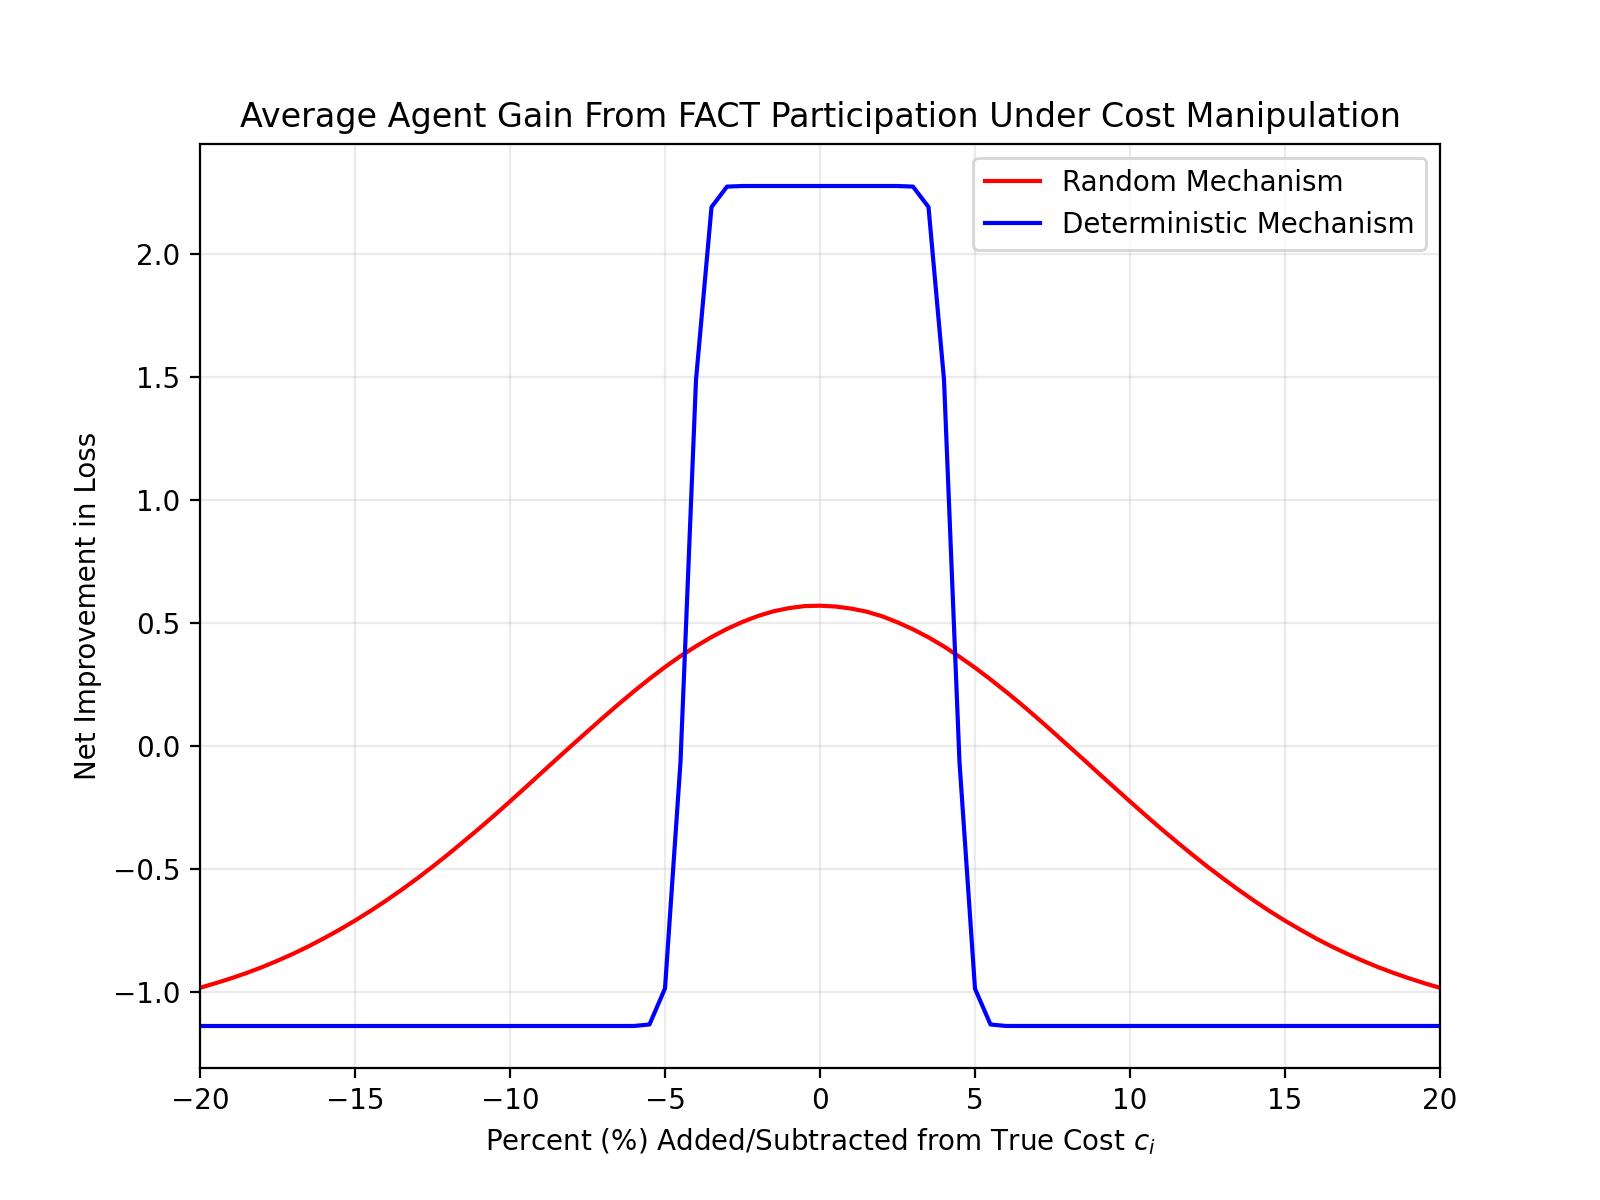 Average Agent Gain From FACT Participation Under Cost Manipulation
Random Mechanism
Deterministic Mechanism
Net Improvement in Loss
2.0
1.5
1.0
0.5
0.0
−0.5
−1.0
−20 −15 −10 −5 0 5 10 15 20
Percent (%) Added/Subtracted from True Cost cᵢ